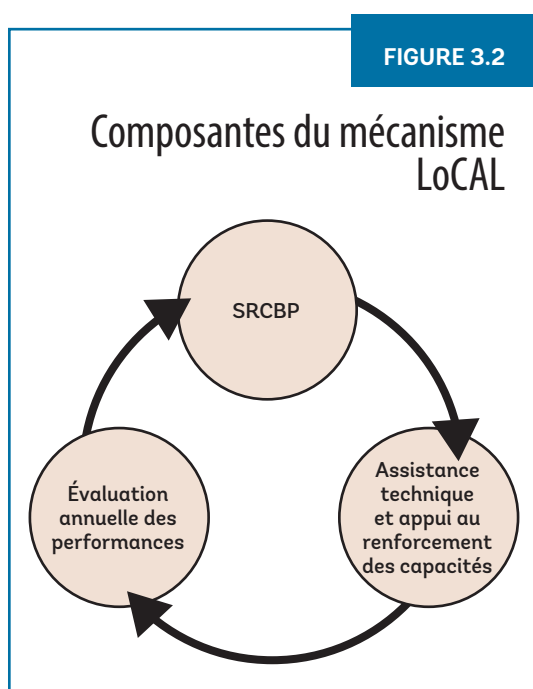 FIGURE 3.2
Composantes du mécanisme
LoCAL
SRCBP
Assistance
technique
et appui au
renforcement
des capacités
Évaluation
annuelle des
performances